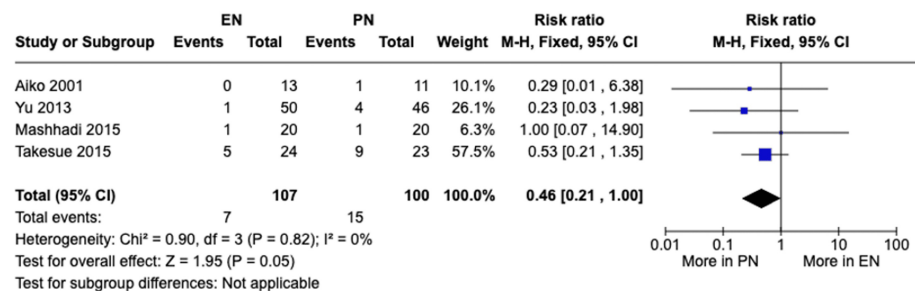 EN PN Risk ratio Risk ratio
Study or Subgroup Events Total Events Total Weight M-H, Fixed, 95% CI M-H, Fixed, 95% CI
Aiko 2001 0 13 1 11 10.1% 0.29 [0.01 , 6.38]
Yu 2013 1 50 4 46 26.1% 0.23 [0.03 , 1.98]
Mashhadi 2015 1 20 1 20 6.3% 1.00 [0.07 , 14.90]
Takesue 2015 5 24 9 23 57.5% 0.53 [0.21 , 1.35]
Total (95% CI) 107 100 100.0% 0.46 [0.21 , 1.00]
Total events: 7 15
Heterogeneity: Chi² = 0.90, df = 3 (P = 0.82); I² = 0%
Test for overall effect: Z = 1.95 (P = 0.05)
Test for subgroup differences: Not applicable
0.01 0.1 1 10 100
More in PN More in EN